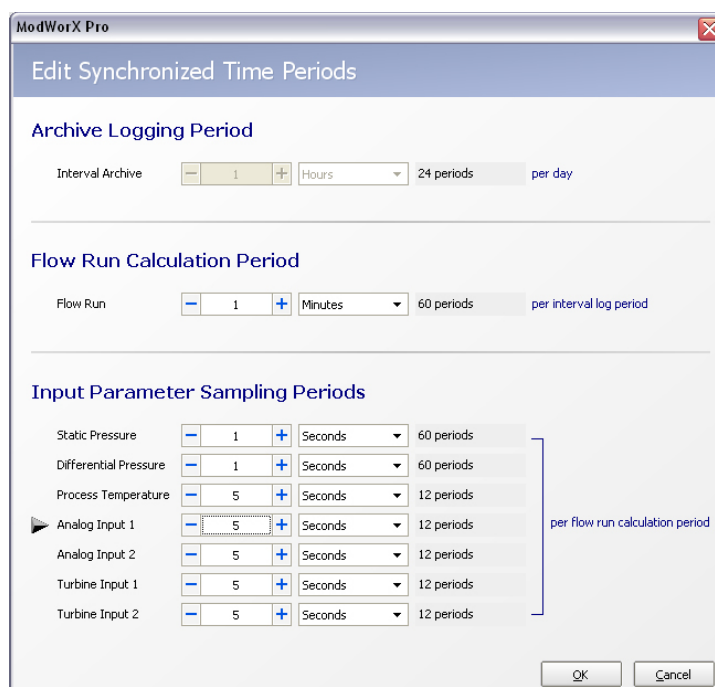 ModWorX Pro
Edit Synchronized Time Periods
Archive Logging Period
Interval Archive 1 Hours 24 periods per day
Flow Run Calculation Period
Flow Run 1 Minutes 60 periods per interval log period
Input Parameter Sampling Periods
Static Pressure 1 Seconds 60 periods
Differential Pressure 1 Seconds 60 periods
Process Temperature 5 Seconds 12 periods
Analog Input 1 5 Seconds 12 periods per flow run calculation period
Analog Input 2 5 Seconds 12 periods
Turbine Input 1 5 Seconds 12 periods
Turbine Input 2 5 Seconds 12 periods
OK Cancel